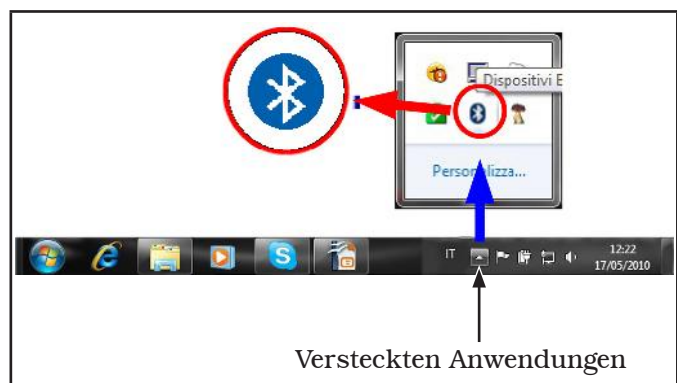 Dispositivi E
Personalizza...
IT
12:22
17/05/2010
Versteckten Anwendungen